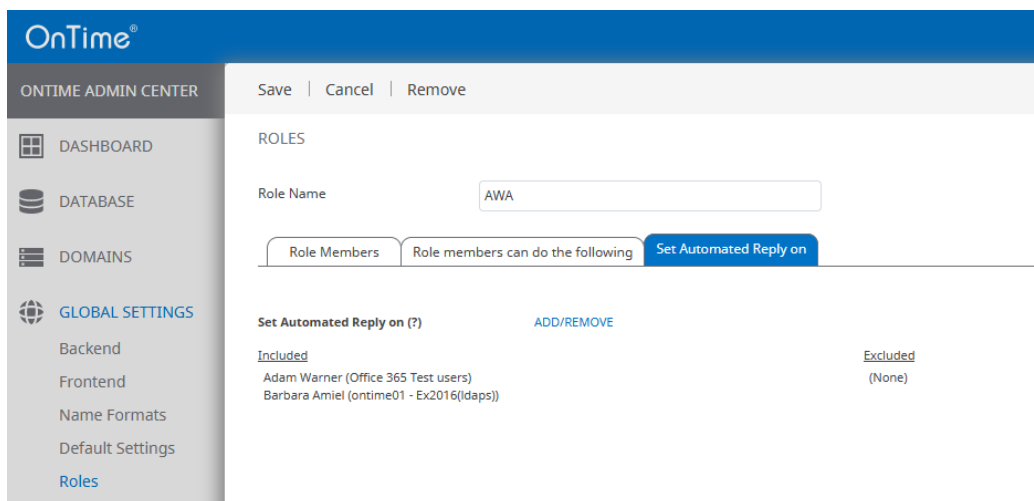 OnTime®
ONTIME ADMIN CENTER
Save | Cancel | Remove
DASHBOARD
DATABASE
DOMAINS
GLOBAL SETTINGS
Backend
Frontend
Name Formats
Default Settings
Roles
ROLES
Role Name AWA
Role Members Role members can do the following Set Automated Reply on
Set Automated Reply on (?) ADD/REMOVE
Included Excluded
Adam Warner (Office 365 Test users) (None)
Barbara Amiel (ontime01 - Ex2016(ldaps))